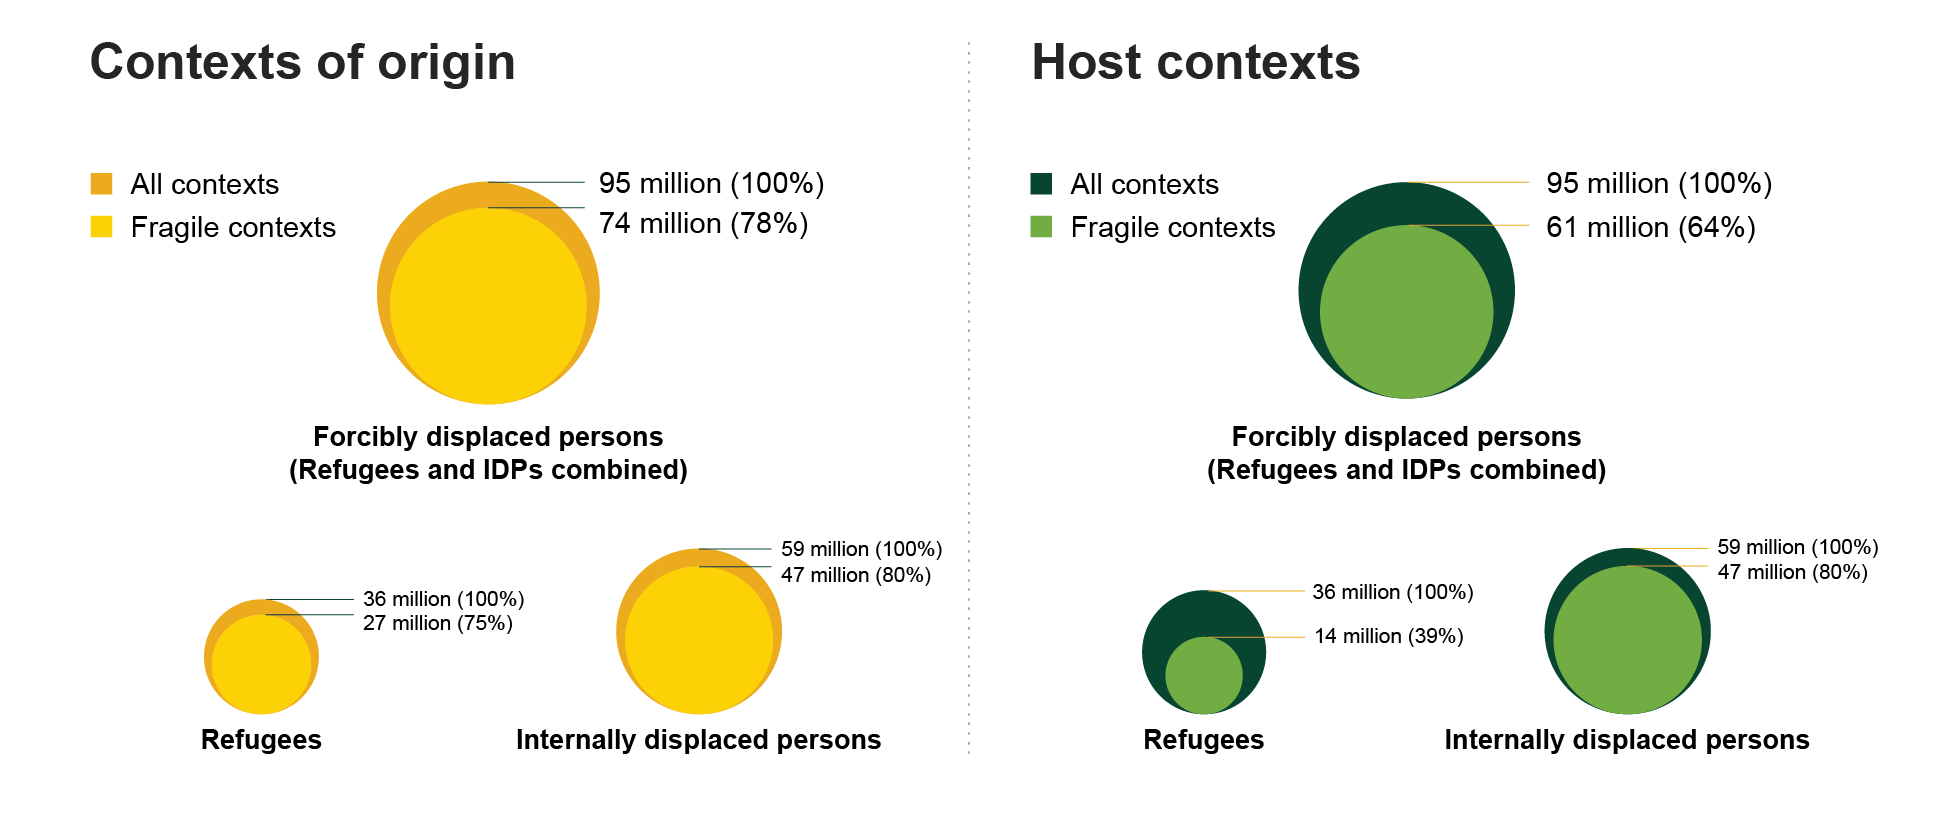 Contexts of origin
All contexts
Fragile contexts
95 million (100%)
74 million (78%)
Forcibly displaced persons
(Refugees and IDPs combined)
36 million (100%)
27 million (75%)
Refugees
59 million (100%)
47 million (80%)
Internally displaced persons
Host contexts
All contexts
Fragile contexts
95 million (100%)
61 million (64%)
Forcibly displaced persons
(Refugees and IDPs combined)
36 million (100%)
14 million (39%)
Refugees
59 million (100%)
47 million (80%)
Internally displaced persons